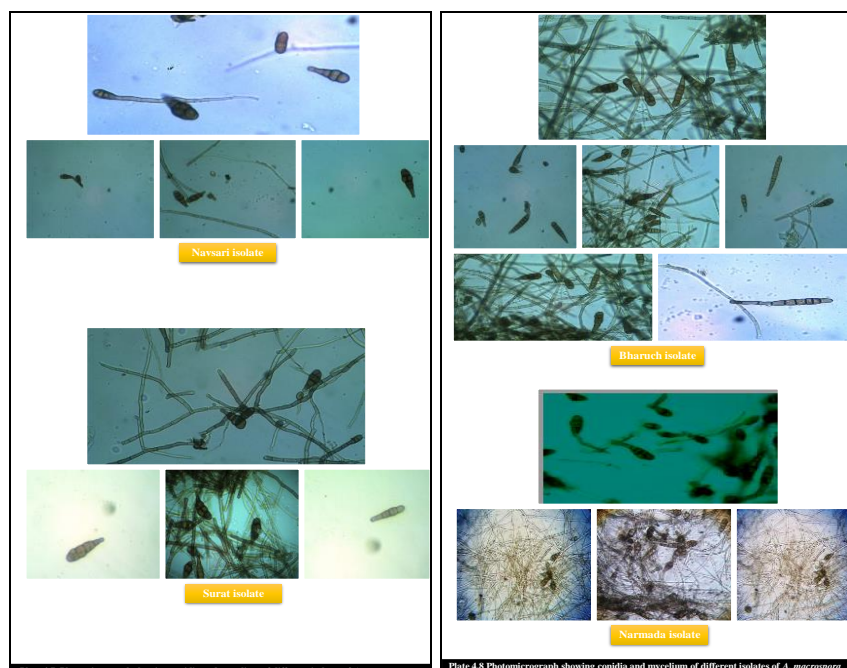 Navsari isolate
Surat isolate
Bharuch isolate
Narmada isolate
Plate 4.8 Photomicrograph showing conidia and mycelium of different isolates of A. macrospora